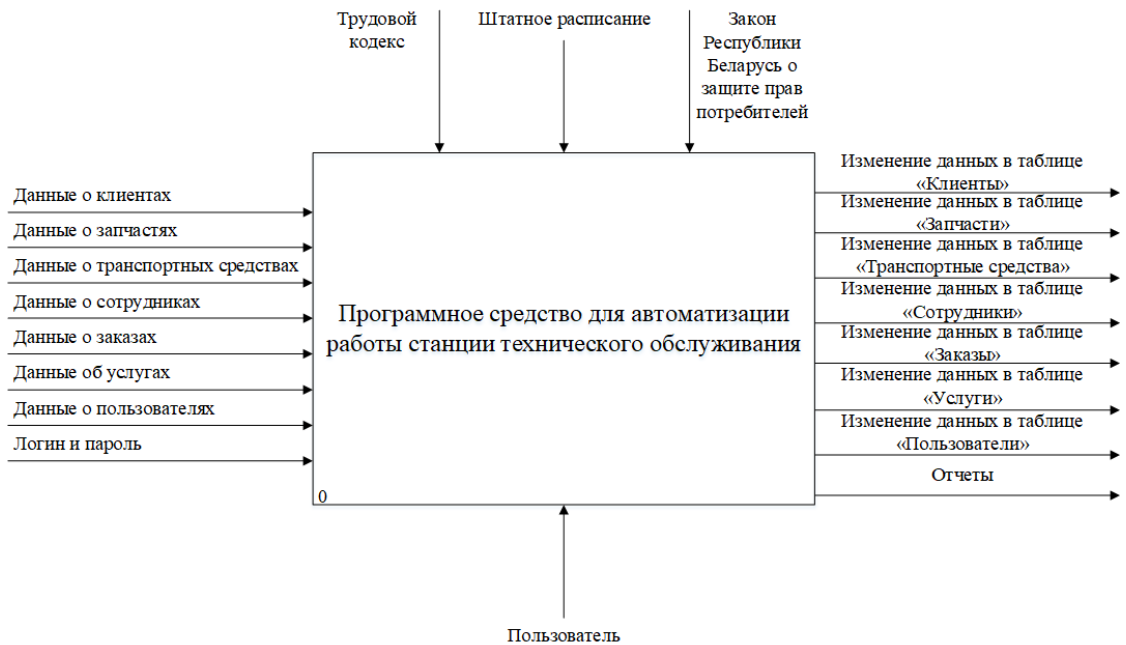 Трудовой
кодекс
Штатное расписание
Закон
Республики
Беларусь о
защите прав
потребителей
Данные о клиентах
Данные о запчастях
Данные о транспортных средствах
Данные о сотрудниках
Данные о заказах
Данные об услугах
Данные о пользователях
Логин и пароль
Программное средство для автоматизации
работы станции технического обслуживания
0
Изменение данных в таблице
«Клиенты»
Изменение данных в таблице
«Запчасти»
Изменение данных в таблице
«Транспортные средства»
Изменение данных в таблице
«Сотрудники»
Изменение данных в таблице
«Заказы»
Изменение данных в таблице
«Услуги»
Изменение данных в таблице
«Пользователи»
Отчеты
Пользователь